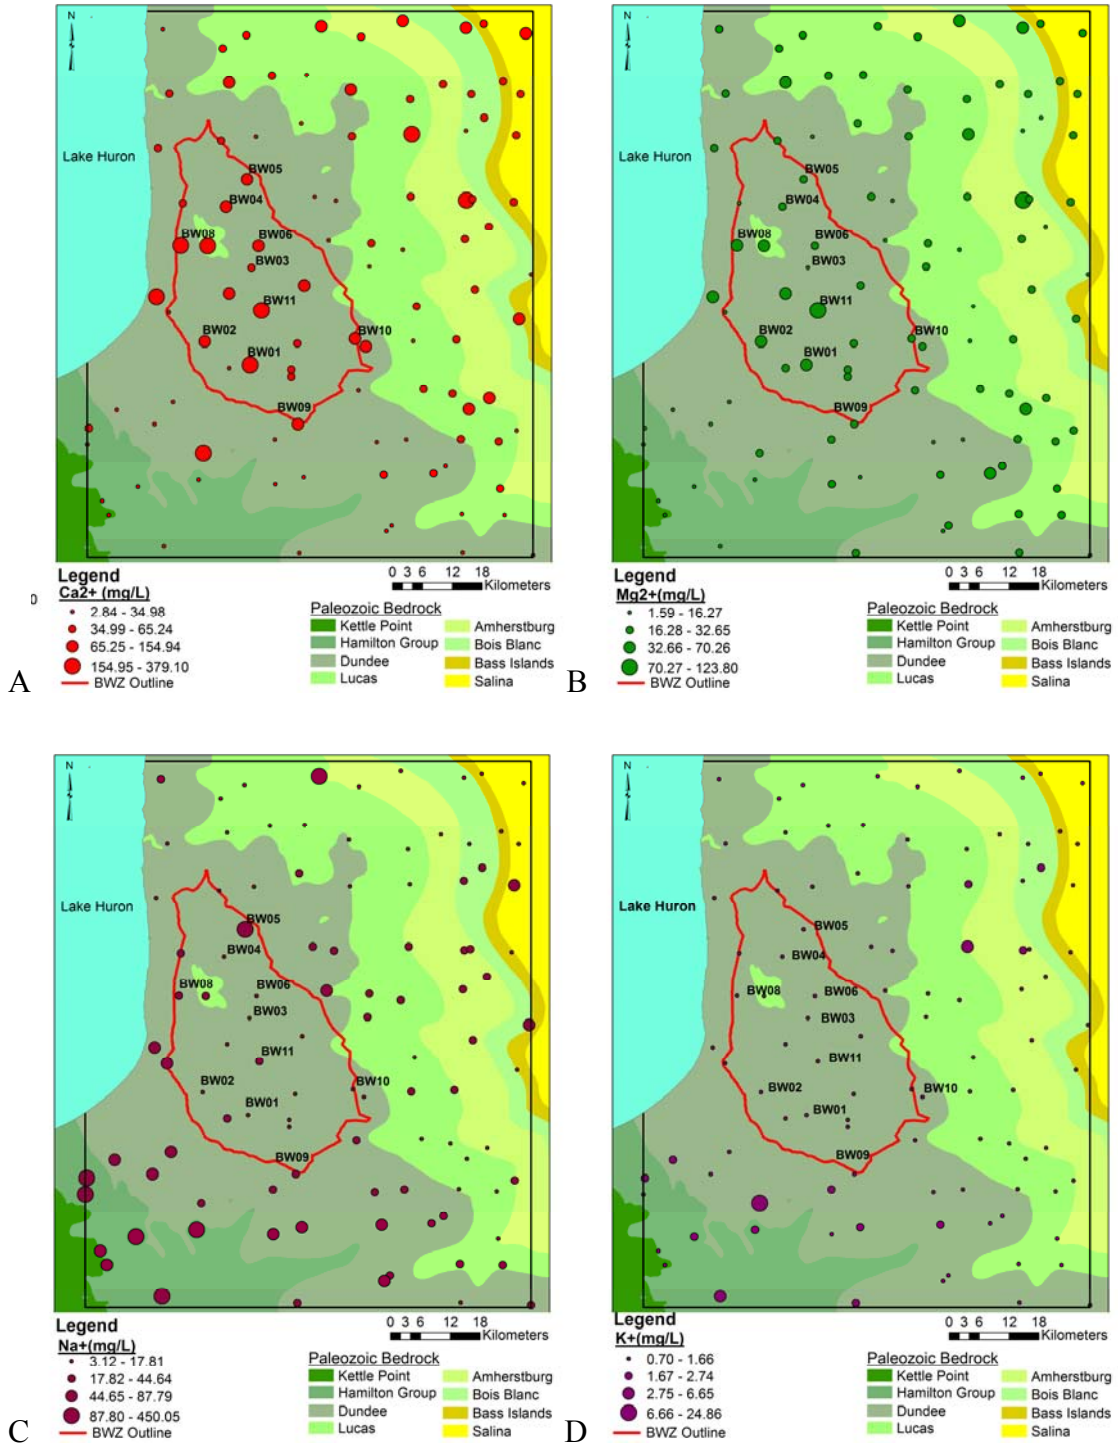 N
Lake Huron
BW05
BW04
BW08
BW06
BW03
BW11
BW02
BW10
BW01
BW09
Legend
Ca2+ (mg/L)
2.84 - 34.98
34.99 - 65.24
65.25 - 154.94
154.95 - 379.10
BWZ Outline
0 3 6 12 18
Kilometers
Paleozoic Bedrock
Kettle Point
Hamilton Group
Dundee
Lucas
Amherstburg
Bois Blanc
Bass Islands
Salina
A
N
Lake Huron
BW05
BW04
BW08
BW06
BW03
BW11
BW02
BW10
BW01
BW09
Legend
Mg2+(mg/L)
1.59 - 16.27
16.28 - 32.65
32.66 - 70.26
70.27 - 123.80
BWZ Outline
0 3 6 12 18
Kilometers
Paleozoic Bedrock
Kettle Point
Hamilton Group
Dundee
Lucas
Amherstburg
Bois Blanc
Bass Islands
Salina
B
N
Lake Huron
BW05
BW04
BW08
BW06
BW03
BW11
BW02
BW10
BW01
BW09
Legend
Na+(mg/L)
3.12 - 17.81
17.82 - 44.64
44.65 - 87.79
87.80 - 450.05
BWZ Outline
0 3 6 12 18
Kilometers
Paleozoic Bedrock
Kettle Point
Hamilton Group
Dundee
Lucas
Amherstburg
Bois Blanc
Bass Islands
Salina
C
N
Lake Huron
BW05
BW04
BW08
BW06
BW03
BW11
BW02
BW10
BW01
BW09
Legend
K+(mg/L)
0.70 - 1.66
1.67 - 2.74
2.75 - 6.65
6.66 - 24.86
BWZ Outline
0 3 6 12 18
Kilometers
Paleozoic Bedrock
Kettle Point
Hamilton Group
Dundee
Lucas
Amherstburg
Bois Blanc
Bass Islands
Salina
D